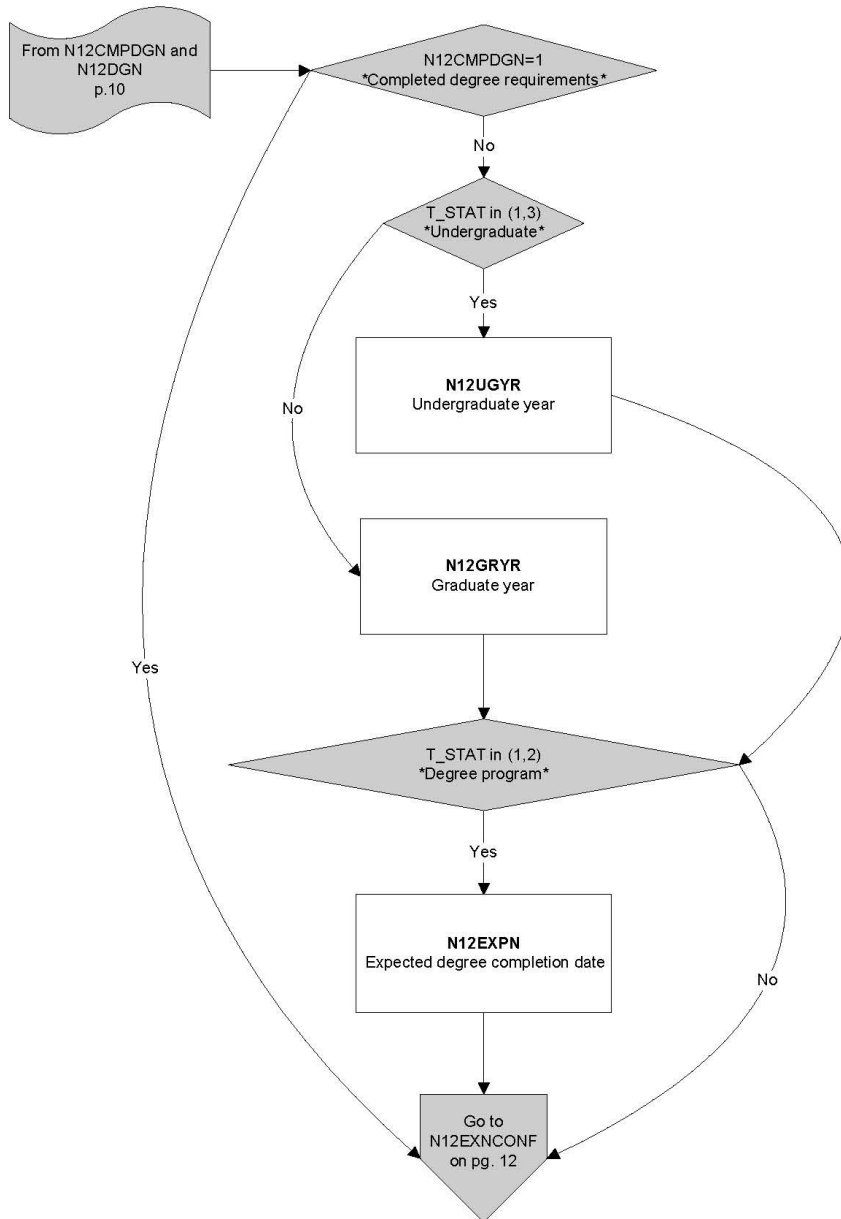 From N12CMPDGN and
N12DGN
p.10
N12CMPDGN=1
*Completed degree requirements*
No
T_STAT in (1,3)
*Undergraduate*
Yes
N12UGYR
Undergraduate year
No
N12GRYR
Graduate year
Yes
T_STAT in (1,2)
*Degree program*
Yes
N12EXPN
Expected degree completion date
No
Go to
N12EXNCONF
on pg. 12